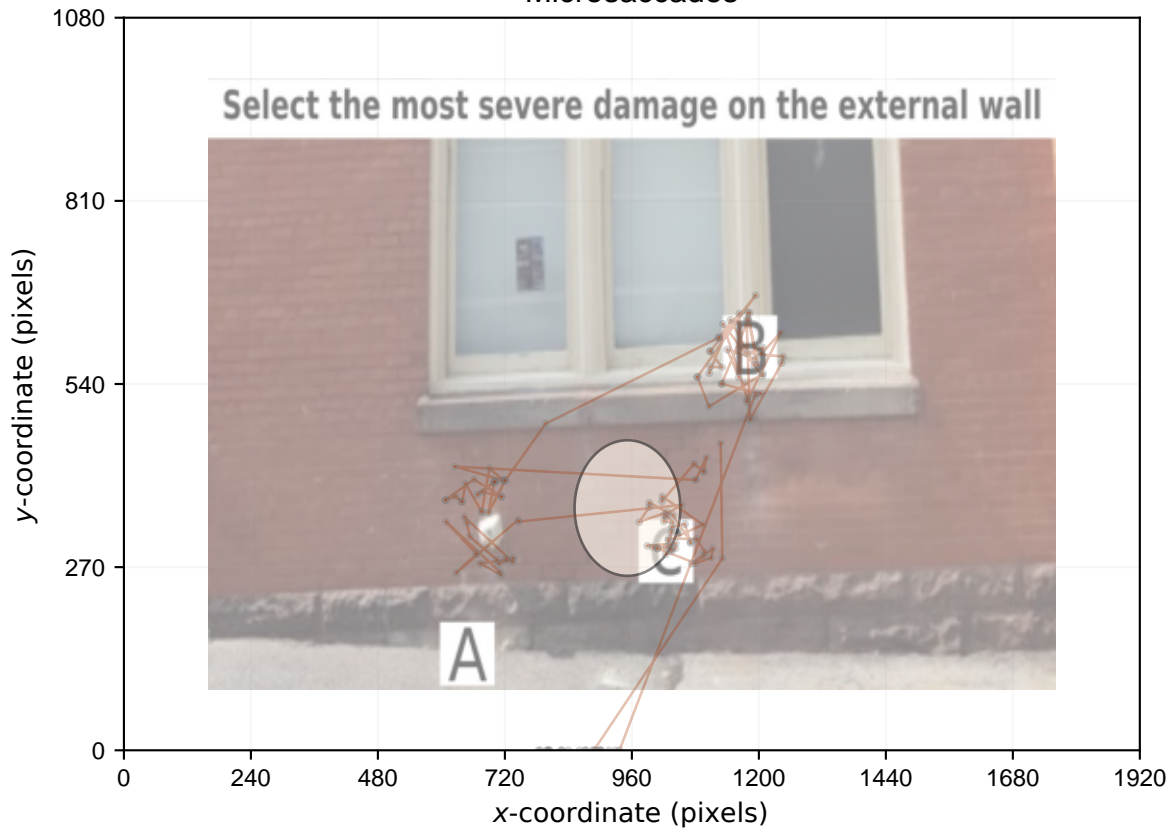 Microsaccades
1080
Select the most severe damage on the external wall
810
B
540
C
270
A
0
0 240 480 720 960 1200 1440 1680 1920
x-coordinate (pixels)
y-coordinate (pixels)